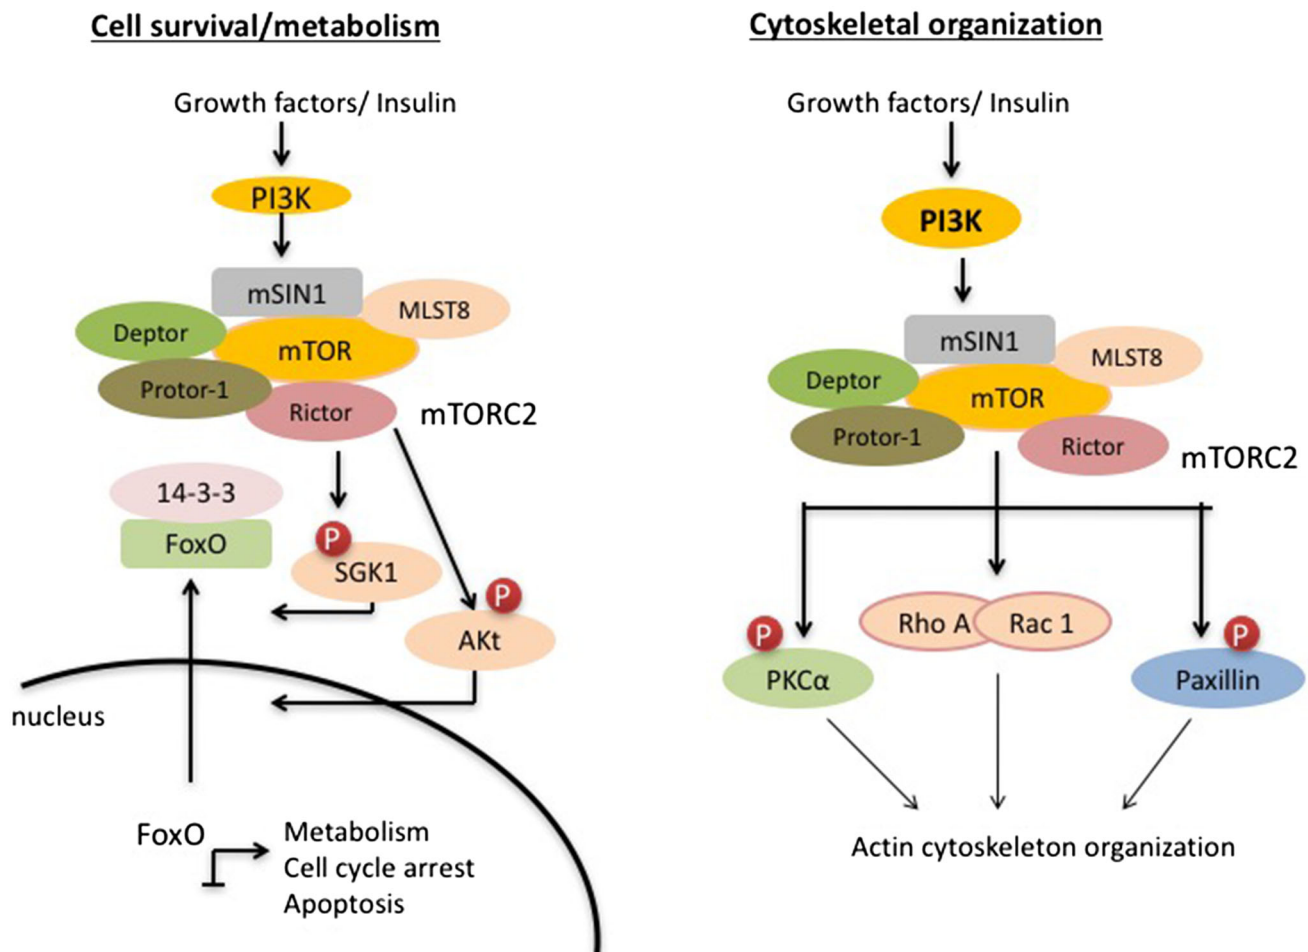 Cell survival/metabolism
Growth factors/ Insulin
PI3K
mSIN1
MLST8
Deptor
mTOR
Protor-1
Rictor
mTORC2
14-3-3
FoxO
P
SGK1
P
AKt
nucleus
FoxO
Metabolism
Cell cycle arrest
Apoptosis
Cytoskeletal organization
Growth factors/ Insulin
PI3K
mSIN1
MLST8
Deptor
mTOR
Protor-1
Rictor
mTORC2
P
PKCα
Rho A
Rac 1
P
Paxillin
Actin cytoskeleton organization